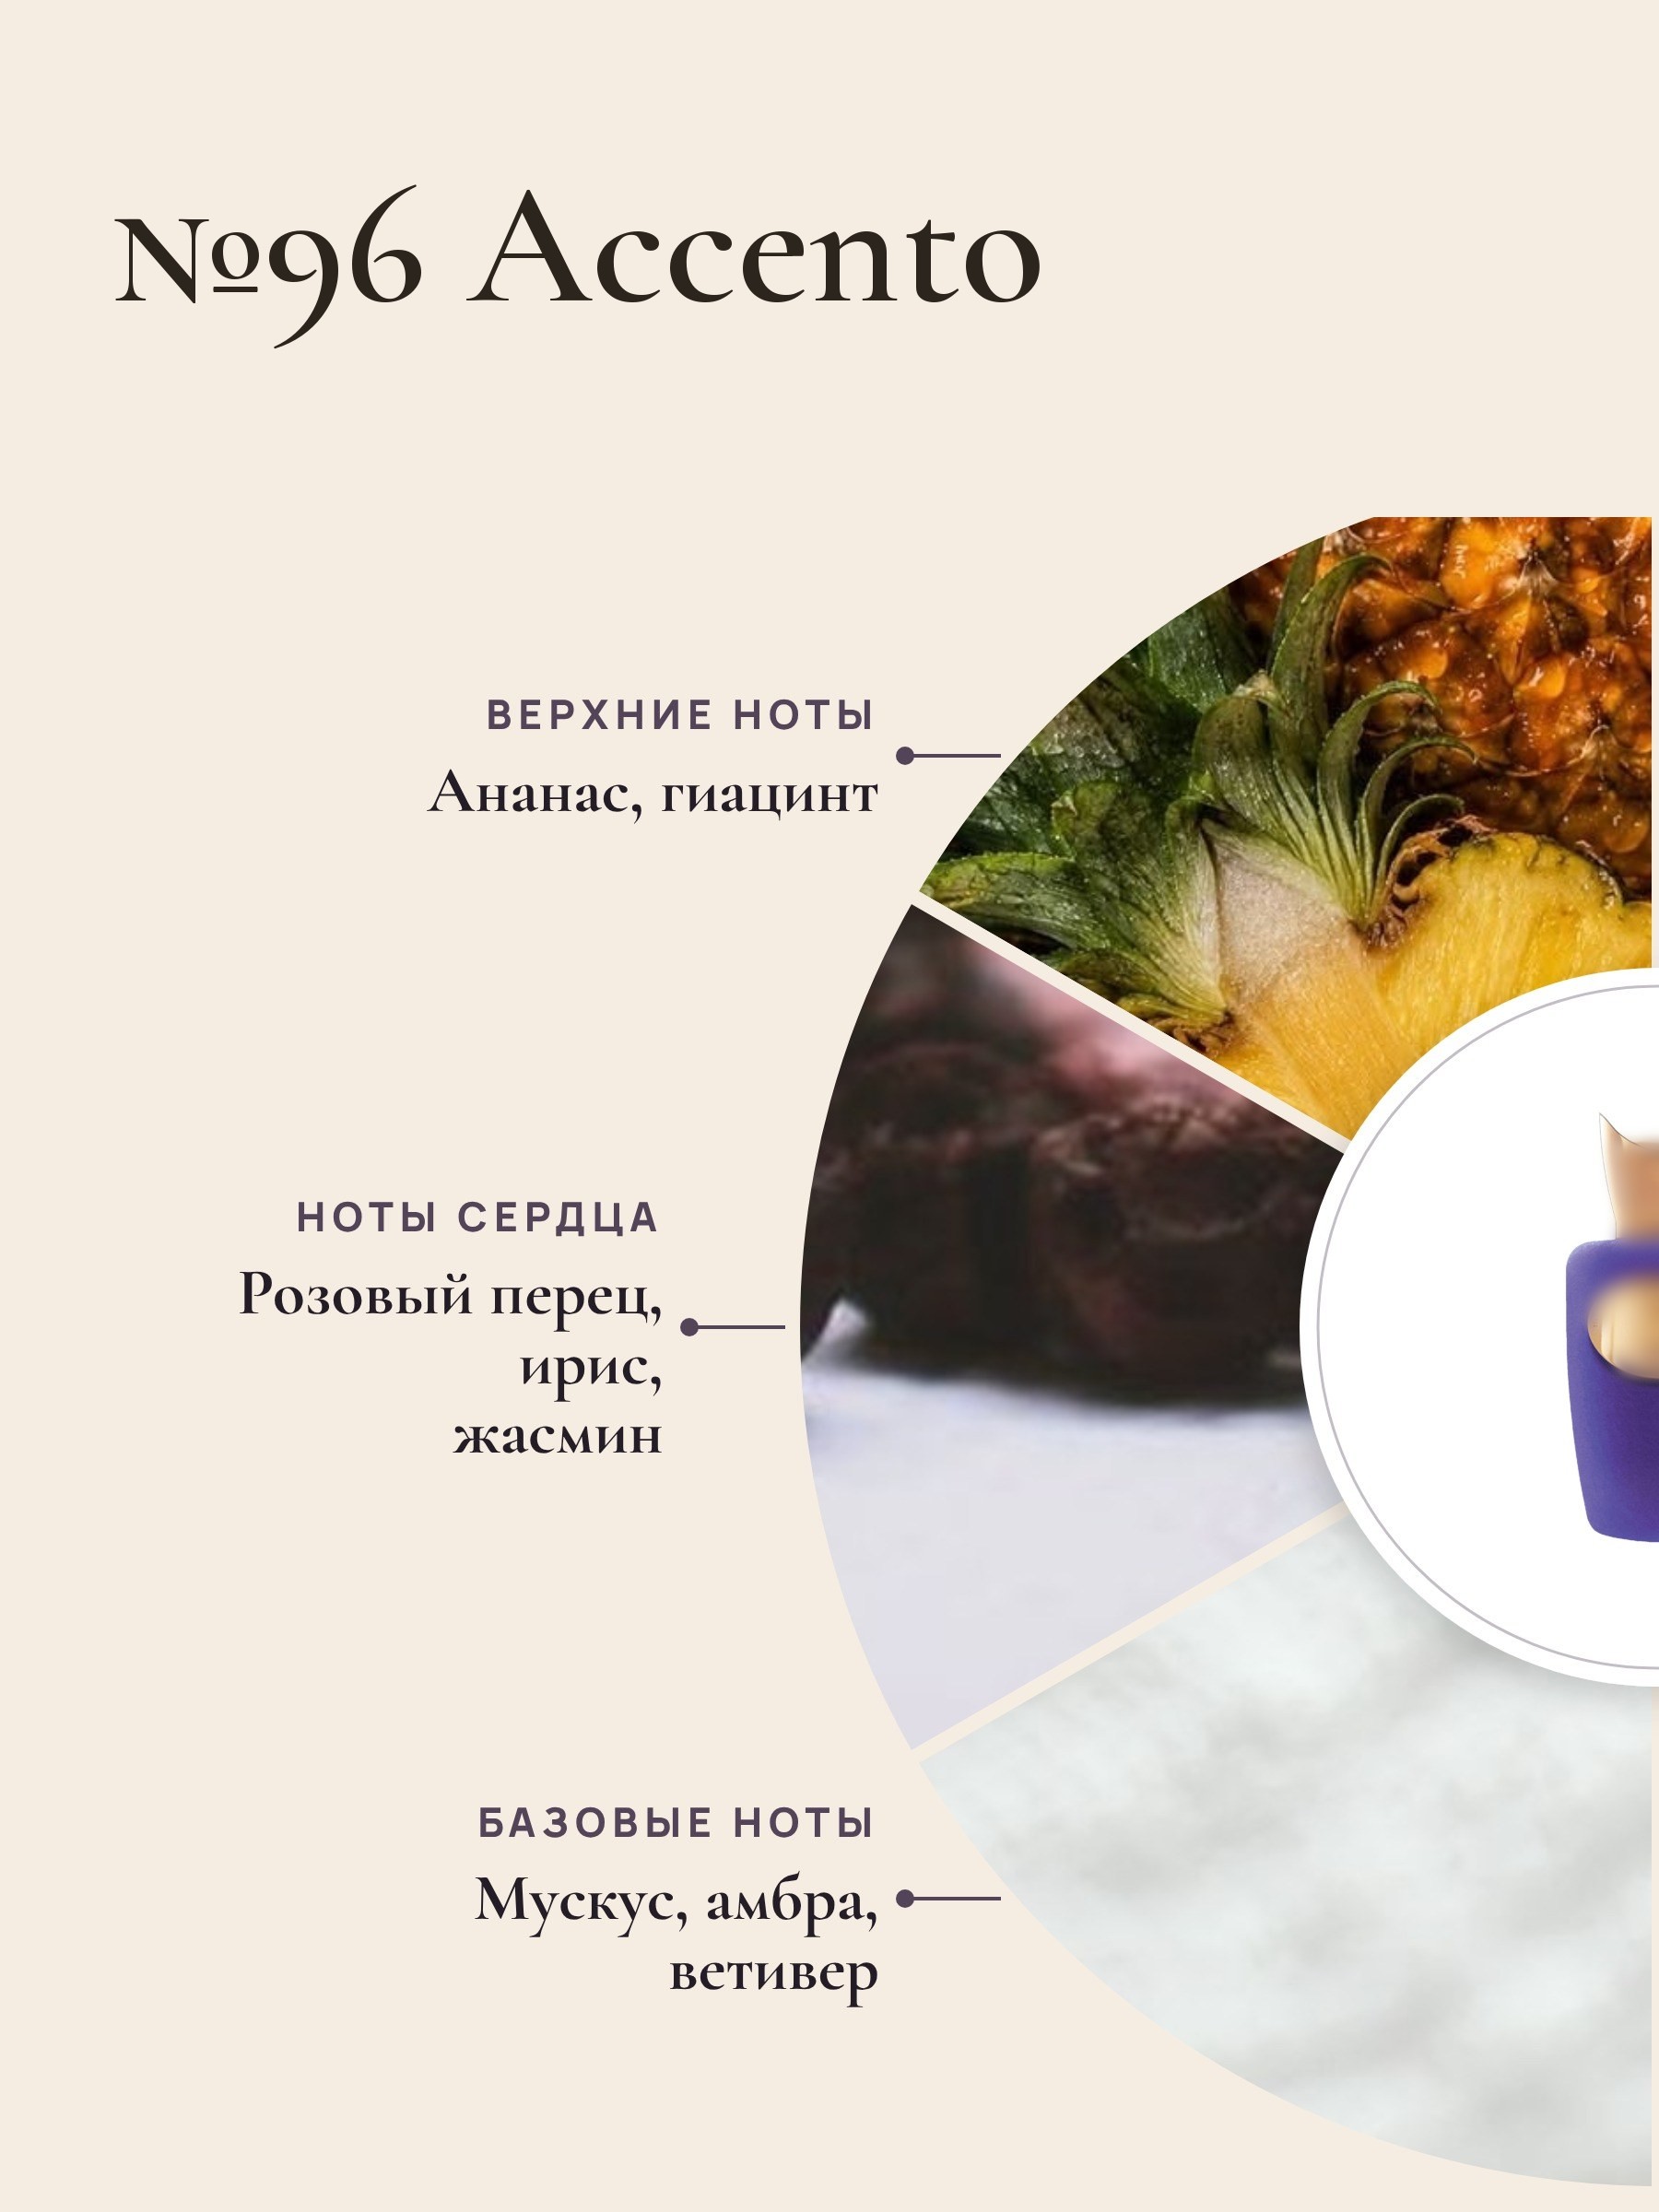 №96 Accento
ВЕРХНИЕ НОТЫ
Ананас, гиацинт
НОТЫ СЕРДЦА
Розовый перец,
ирис,
жасмин
БАЗОВЫЕ НОТЫ
Мускус, амбра,
ветивер